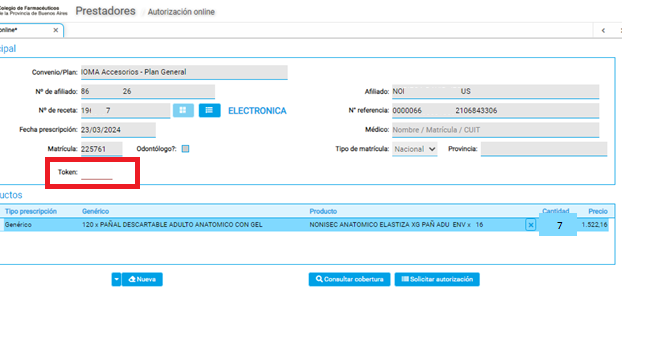 Colegio de Farmacéuticos
de la Provincia de Buenos Aires
Prestadores Autorización online
online* x
ipal
Convenio/Plan: IOMA Accesorios - Plan General
Nº de afiliado: 86 26 Afiliado: NOI US
Nº de receta: 7 ELECTRONICA N° referencia: 0000066 2106843306
Fecha prescripción: 23/03/2024 Médico: Nombre / Matrícula / CUIT
Matrícula: 225761 Odontólogo?: Tipo de matrícula: Nacional Provincia:
Token:
uctos
Tipo prescripción Genérico Producto Cantidad Precio
Genérico 120 x PAÑAL DESCARTABLE ADULTO ANATOMICO CON GEL NONISEC ANATOMICO ELASTIZA XG PAÑ ADU ENV x 16 x 7 1.522,16
Nueva Consultar cobertura Solicitar autorización